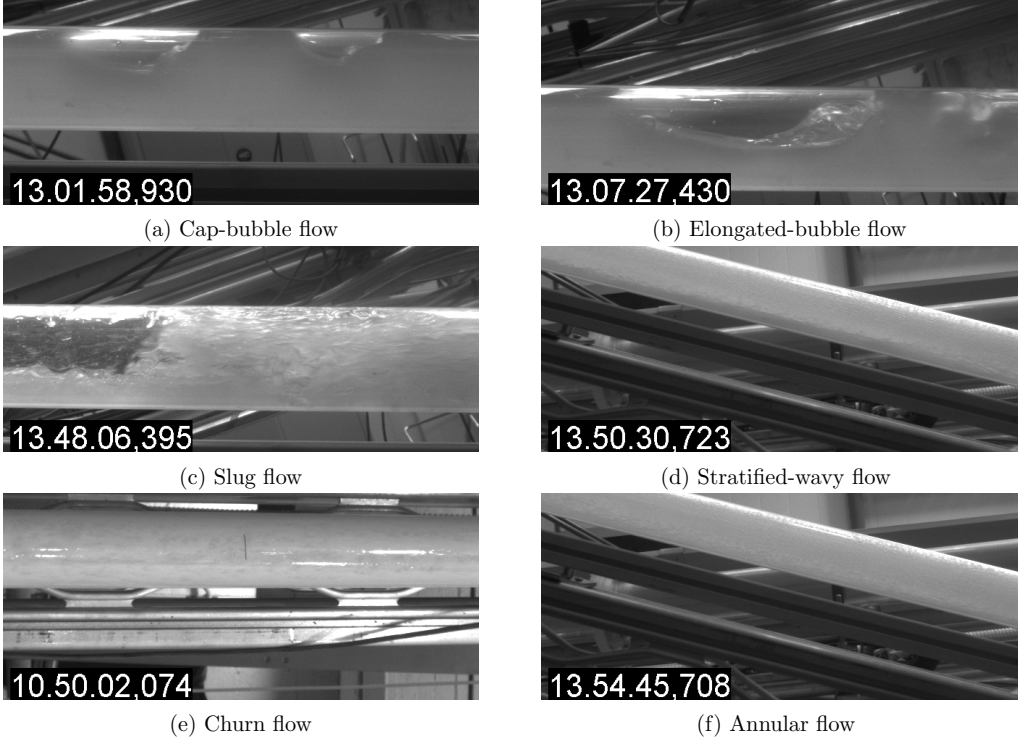 13.01.58,930
13.07.27,430
(a) Cap-bubble flow
(b) Elongated-bubble flow
13.48.06,395
13.50.30,723
(c) Slug flow
(d) Stratified-wavy flow
10.50.02,074
13.54.45,708
(e) Churn flow
(f) Annular flow